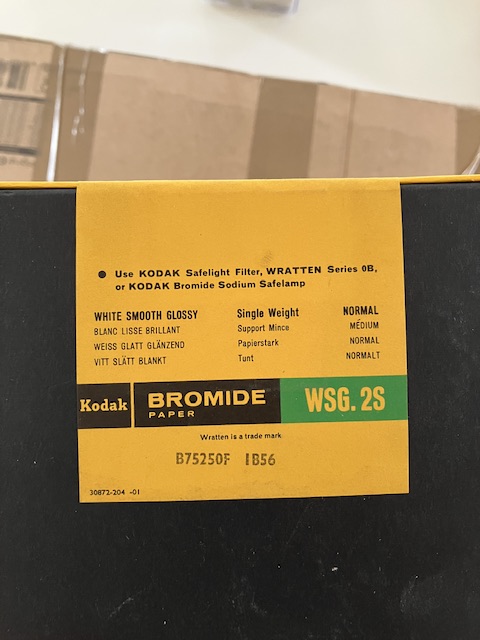 ● Use KODAK Safelight Filter, WRATTEN Series 0B,
or KODAK Bromide Sodium Safelamp
WHITE SMOOTH GLOSSY Single Weight NORMAL
BLANC LISSE BRILLANT Support Mince MÉDIUM
WEISS GLATT GLÄNZEND Papierstark NORMAL
VIT SLÄTT BLANKT Tunt NORMALT
Kodak BROMIDE PAPER WSG. 2S
Wratten is a trade mark
B75250F 1B56
30872-204 -01